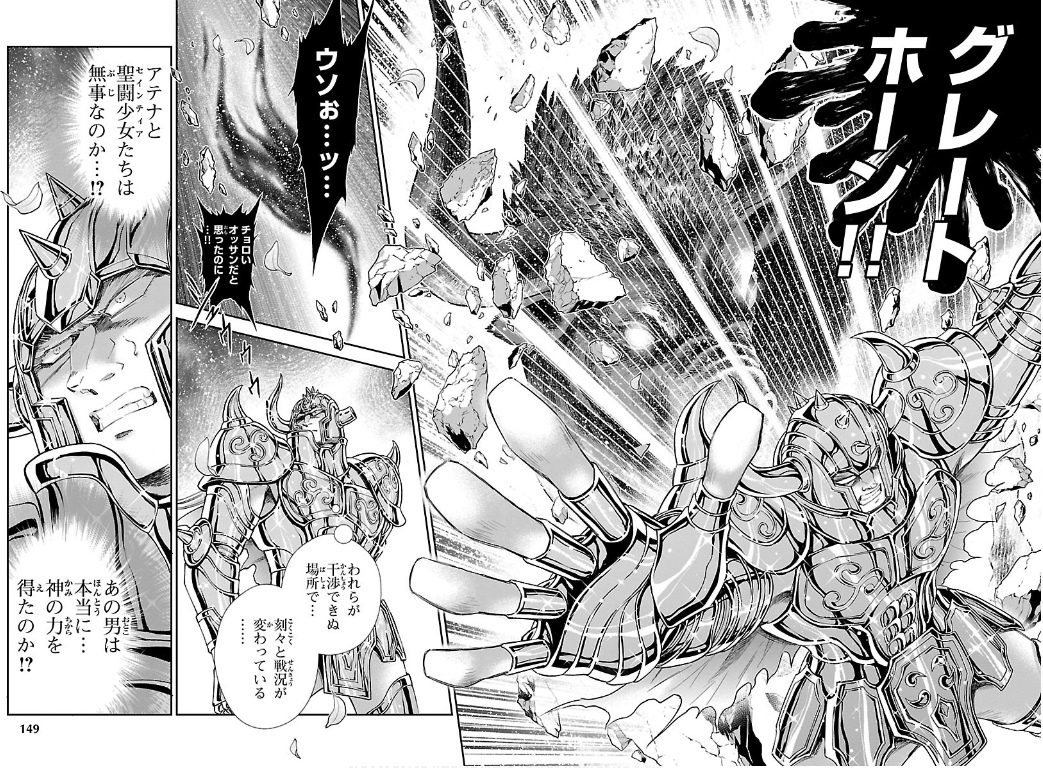 グレート
ホーン!!
ウソぉ…ッ…
チョロい
オッサンだと
思ったのに
…!!
われらが
干渉できぬ
場所で…
刻々と戦況が
変わっている
……
アテナと
聖闘少女たちは
無事なのか…!?
あの男は
本当に…
神の力を
得たのか!?
149